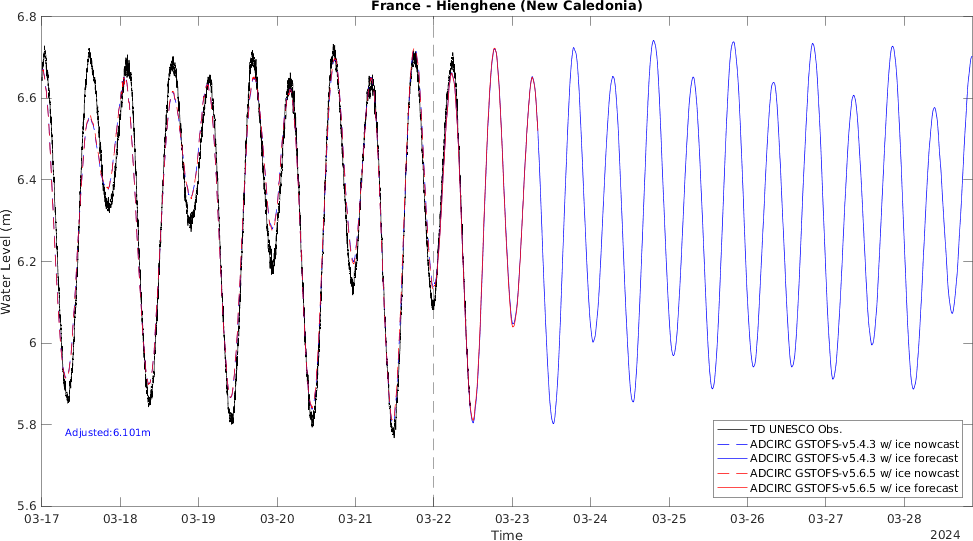 France - Hienghene (New Caledonia)
6.8
6.6
6.4
6.2
6
5.8
5.6
Water Level (m)
Adjusted:6.101m
TD UNESCO Obs.
ADCIRC GSTOFS-v5.4.3 w/ ice nowcast
ADCIRC GSTOFS-v5.4.3 w/ ice forecast
ADCIRC GSTOFS-v5.6.5 w/ ice nowcast
ADCIRC GSTOFS-v5.6.5 w/ ice forecast
03-17 03-18 03-19 03-20 03-21 03-22 03-23 03-24 03-25 03-26 03-27 03-28
Time
2024